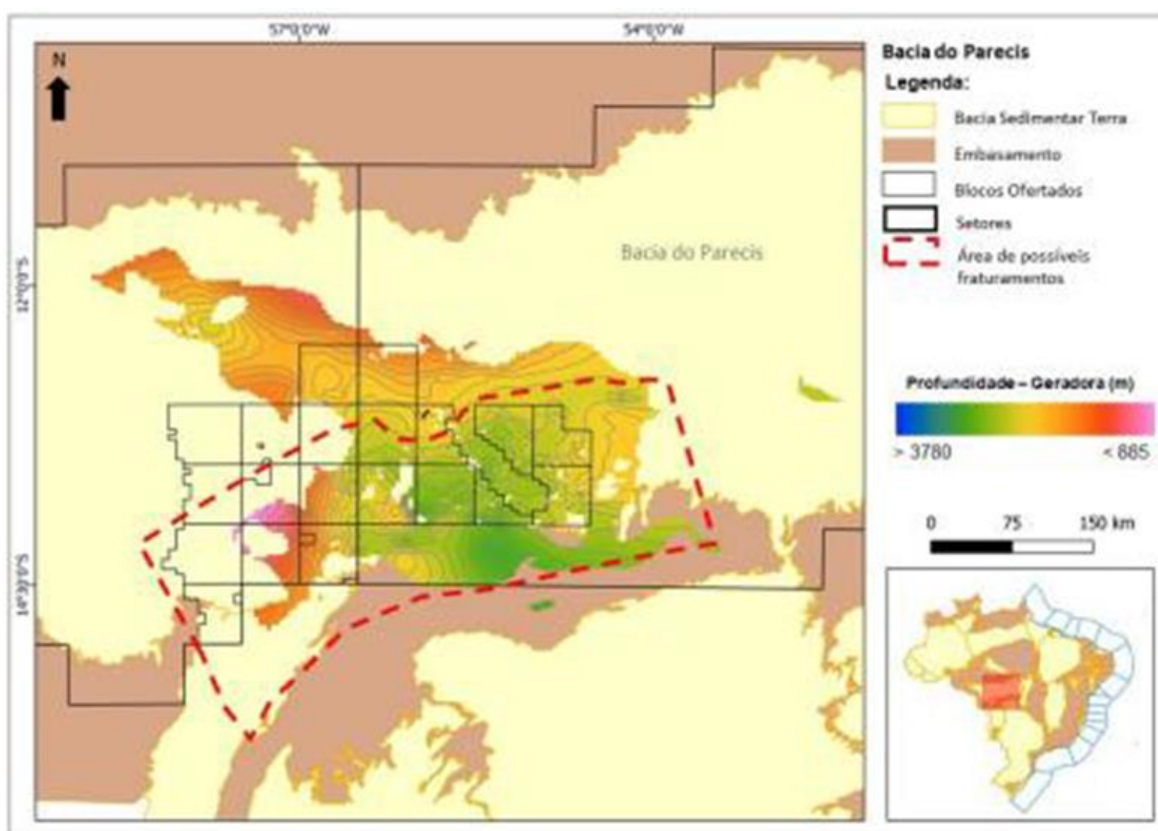 57°0'0"W
54°0'0"W
N
12°0'0"S
14°30'0"S
Bacia do Parecis
Bacia do Parecis
Legenda:
Bacia Sedimentar Terra
Embasamento
Blocos Ofertados
Setores
Área de possíveis
fraturamentos
Profundidade – Geradora (m)
> 3780
< 885
0
75
150 km